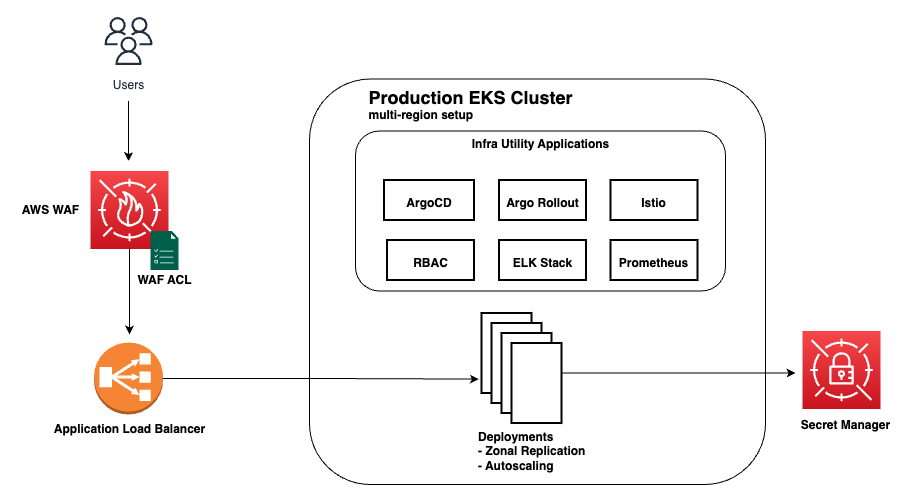 Users
Production EKS Cluster
multi-region setup
Infra Utility Applications
ArgoCD
Argo Rollout
Istio
AWS WAF
RBAC
ELK Stack
Prometheus
WAF ACL
Application Load Balancer
Secret Manager
Deployments
- Zonal Replication
- Autoscaling